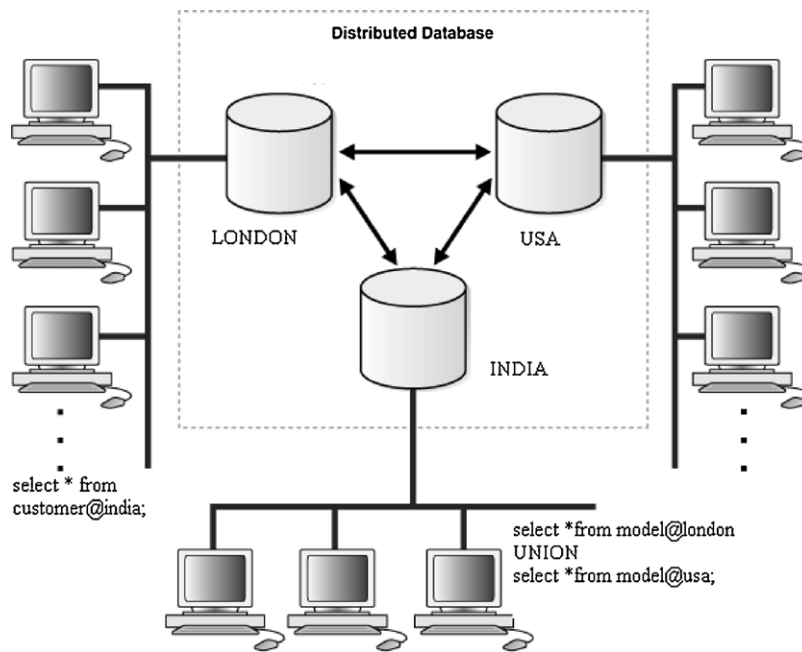 Distributed Database
LONDON
USA
INDIA
select * from
customer@india;
select *from model@london
UNION
select *from model@usa;